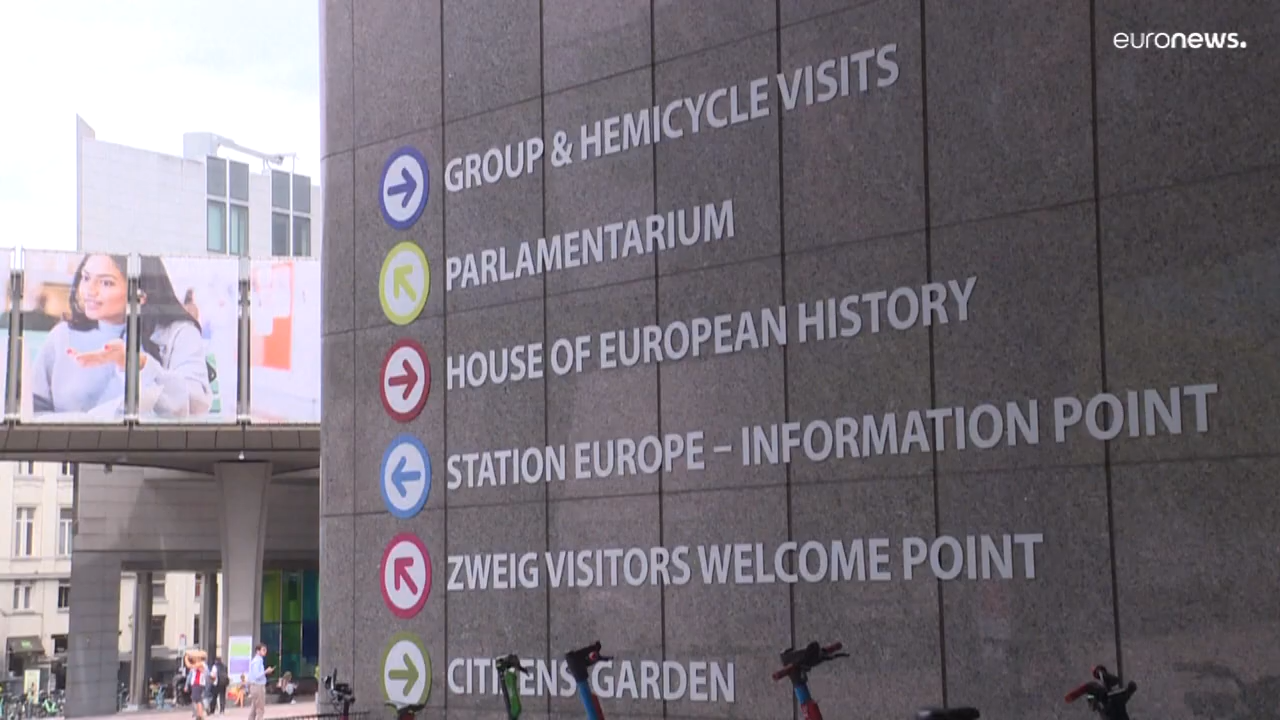 euronews.
GROUP & HEMICYCLE VISITS
PARLAMENTARIUM
HOUSE OF EUROPEAN HISTORY
STATION EUROPE – INFORMATION POINT
ZWEIG VISITORS WELCOME POINT
CITIZENS GARDEN